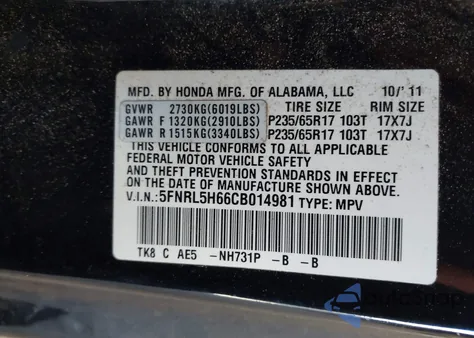 MFD. BY HONDA MFG. OF ALABAMA, LLC 10/'11
GVWR 2730KG(6019LBS) TIRE SIZE RIM SIZE
GAWR F 1320KG(2910LBS) P235/65R17 103T 17X7J
GAWR R 1515KG(3340LBS) P235/65R17 103T 17X7J
THIS VEHICLE CONFORMS TO ALL APPLICABLE
FEDERAL MOTOR VEHICLE SAFETY
AND THEFT PREVENTION STANDARDS IN EFFECT
ON THE DATE OF MANUFACTURE SHOWN ABOVE.
V.I.N.:5FNRL5H66CB014981 TYPE: MPV
TK8 C AE5 -NH731P -B -B
AutoSnap